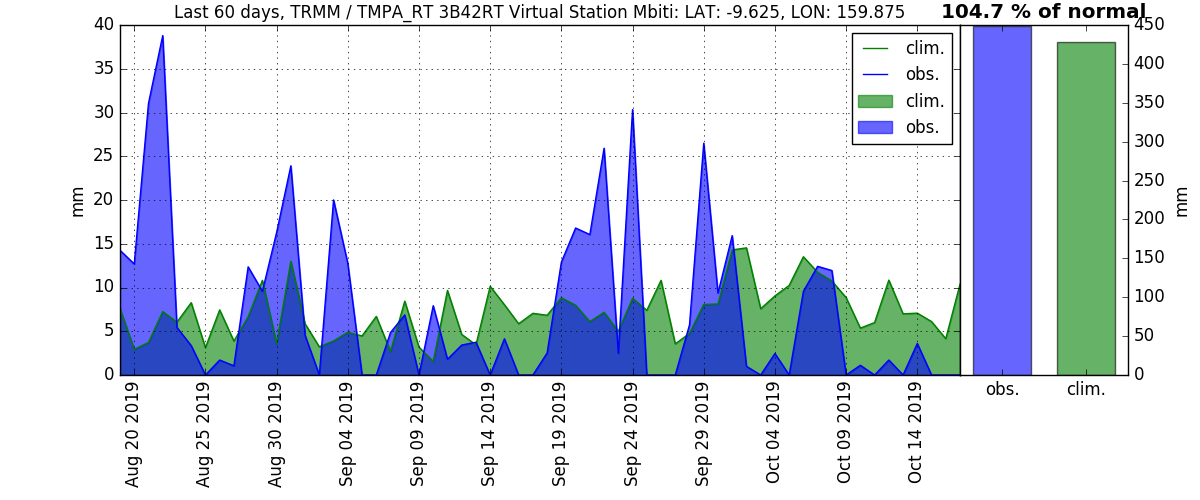 Last 60 days, TRMM / TMPA_RT 3B42RT Virtual Station Mbiti: LAT: -9.625, LON: 159.875
104.7 % of normal
mm
40
35
30
25
20
15
10
5
0
clim.
obs.
clim.
obs.
Aug 20 2019
Aug 25 2019
Aug 30 2019
Sep 04 2019
Sep 09 2019
Sep 14 2019
Sep 19 2019
Sep 24 2019
Sep 29 2019
Oct 04 2019
Oct 09 2019
Oct 14 2019
obs.
clim.
450
400
350
300
250
200
150
100
50
0
mm